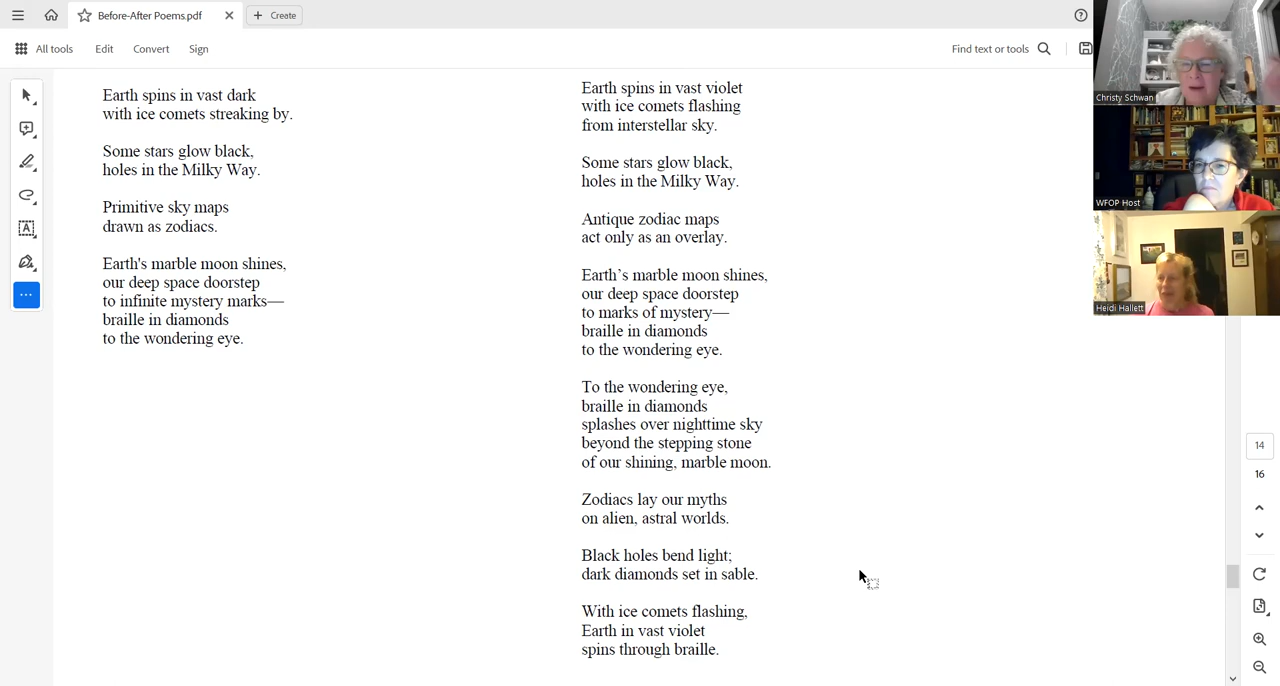 Before-After Poems.pdf
Create
All tools
Edit
Convert
Sign
Find text or tools
Earth spins in vast dark
with ice comets streaking by.
Some stars glow black,
holes in the Milky Way.
Primitive sky maps
drawn as zodiacs.
Earth's marble moon shines,
our deep space doorstep
to infinite mystery marks—
braille in diamonds
to the wondering eye.
Earth spins in vast violet
with ice comets flashing
from interstellar sky.
Some stars glow black,
holes in the Milky Way.
Antique zodiac maps
act only as an overlay.
Earth’s marble moon shines,
our deep space doorstep
to marks of mystery—
braille in diamonds
to the wondering eye.
To the wondering eye,
braille in diamonds
splashes over nighttime sky
beyond the stepping stone
of our shining, marble moon.
Zodiacs lay our myths
on alien, astral worlds.
Black holes bend light;
dark diamonds set in sable.
With ice comets flashing,
Earth in vast violet
spins through braille.
Christy Schwan
WFOP Host
Heidi Hallett
14
16